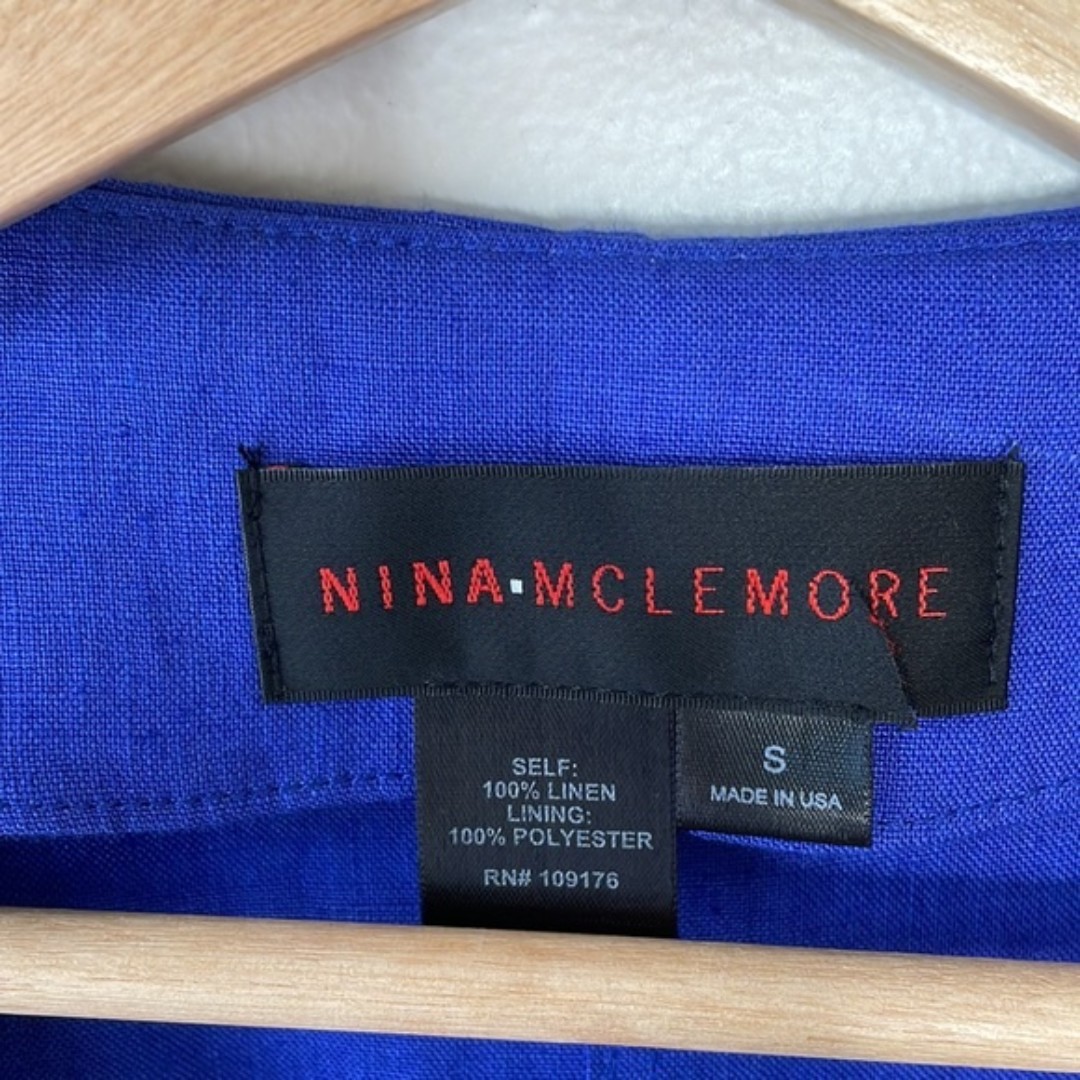 NINA·MCLEMORE
SELF:
100% LINEN
LINING:
100% POLYESTER
RN# 109176
S
MADE IN USA